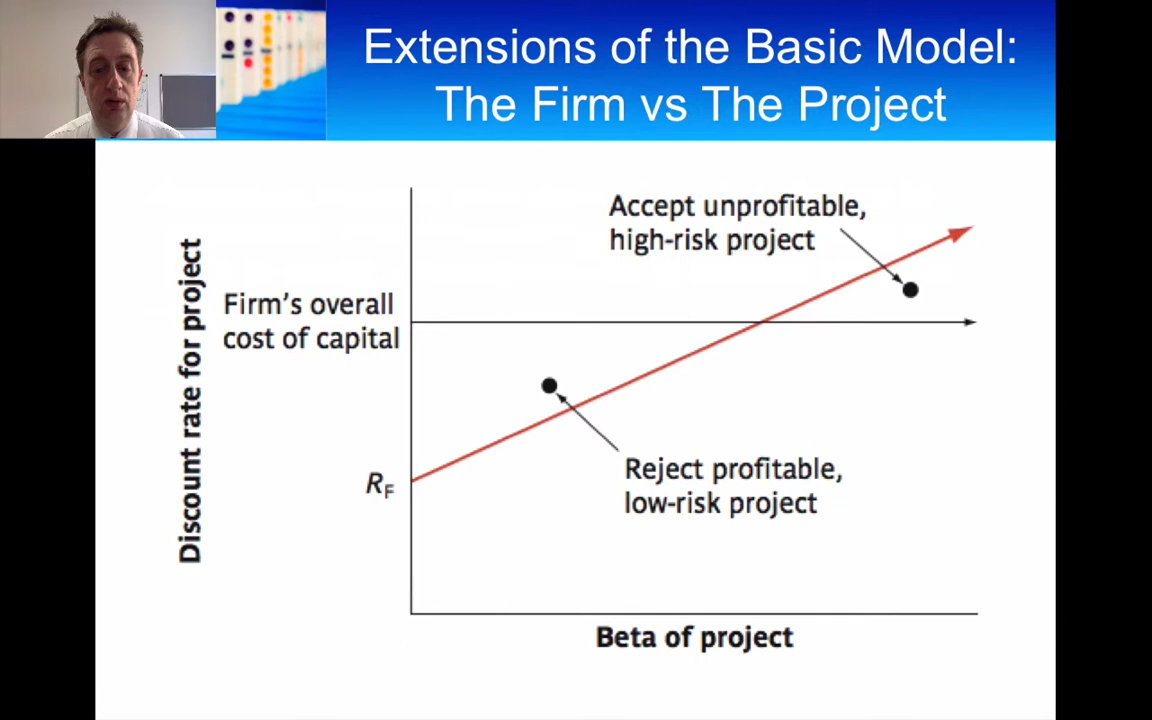 Extensions of the Basic Model:
The Firm vs The Project
Accept unprofitable,
high-risk project
Discount rate for project
Firm's overall
cost of capital
Reject profitable,
low-risk project
RF
Beta of project